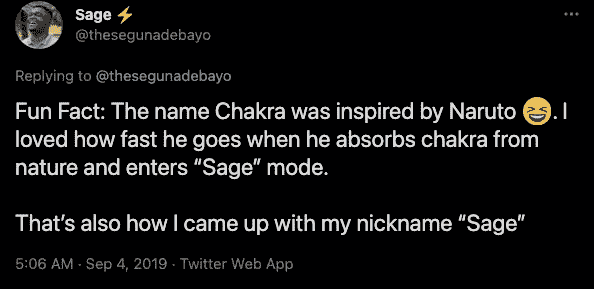 Sage ⚡
@thesegunadebayo
Replying to @thesegunadebayo
Fun Fact: The name Chakra was inspired by Naruto 😆. I
loved how fast he goes when he absorbs chakra from
nature and enters “Sage” mode.
That’s also how I came up with my nickname “Sage”
5:06 AM · Sep 4, 2019 · Twitter Web App